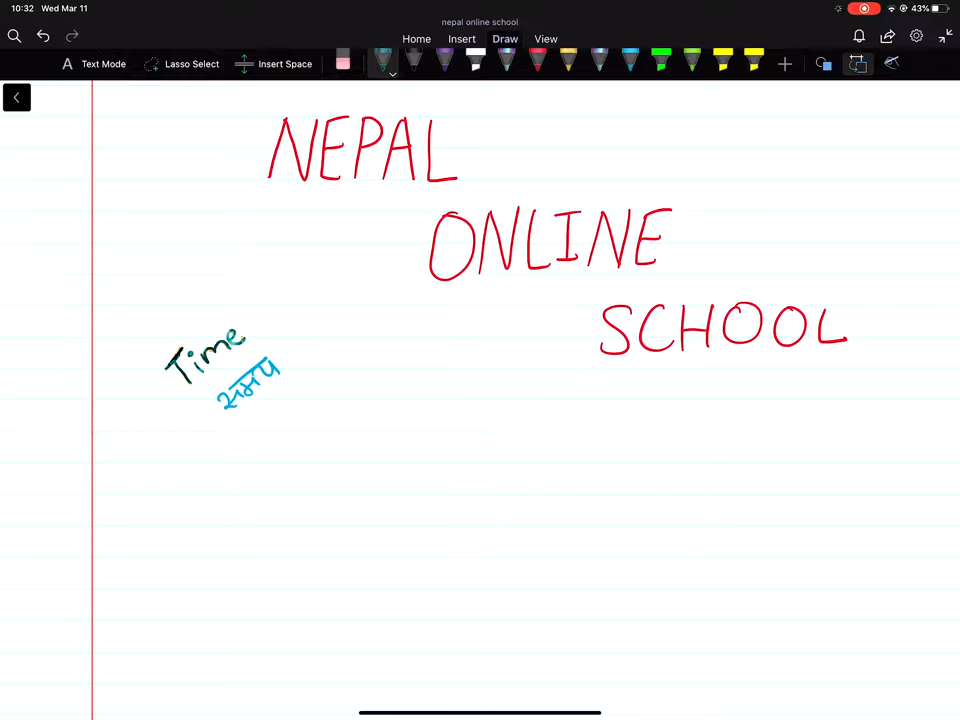 10:32 Wed Mar 11
43%
nepal online school
Home Insert Draw View
Text Mode Lasso Select Insert Space
NEPAL
ONLINE
SCHOOL
Time
समय